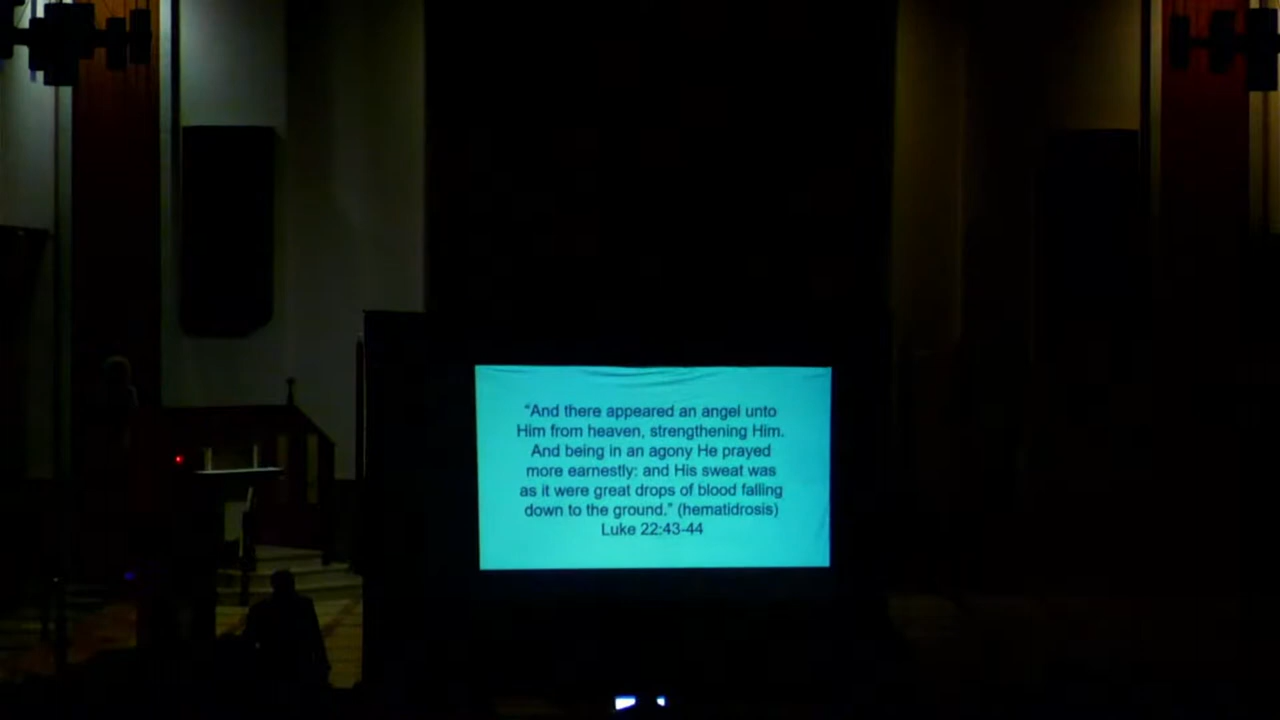 “And there appeared an angel unto
Him from heaven, strengthening Him.
And being in an agony He prayed
more earnestly: and His sweat was
as it were great drops of blood falling
down to the ground.” (hematidrosis)
Luke 22:43-44